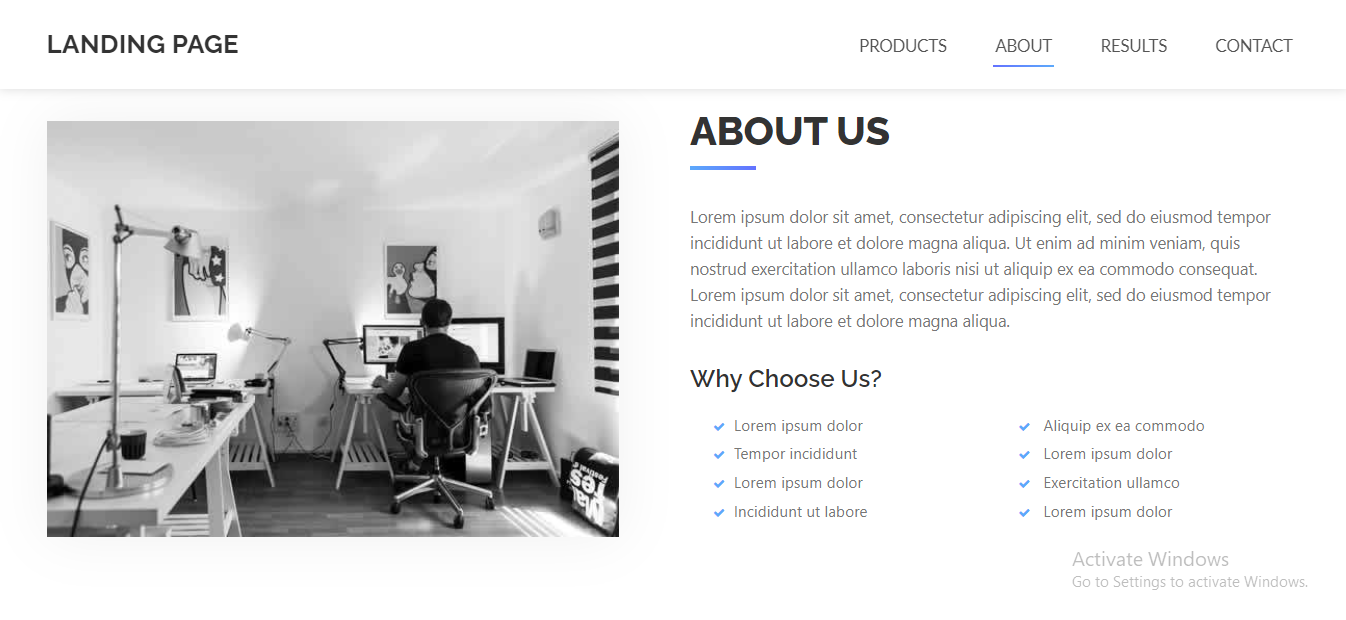 LANDING PAGE
PRODUCTS ABOUT RESULTS CONTACT
ABOUT US
Lorem ipsum dolor sit amet, consectetur adipiscing elit, sed do eiusmod tempor
incididunt ut labore et dolore magna aliqua. Ut enim ad minim veniam, quis
nostrud exercitation ullamco laboris nisi ut aliquip ex ea commodo consequat.
Lorem ipsum dolor sit amet, consectetur adipiscing elit, sed do eiusmod tempor
incididunt ut labore et dolore magna aliqua.
Why Choose Us?
Lorem ipsum dolor
Tempor incididunt
Lorem ipsum dolor
Incididunt ut labore
Aliquip ex ea commodo
Lorem ipsum dolor
Exercitation ullamco
Lorem ipsum dolor
Activate Windows
Go to Settings to activate Windows.